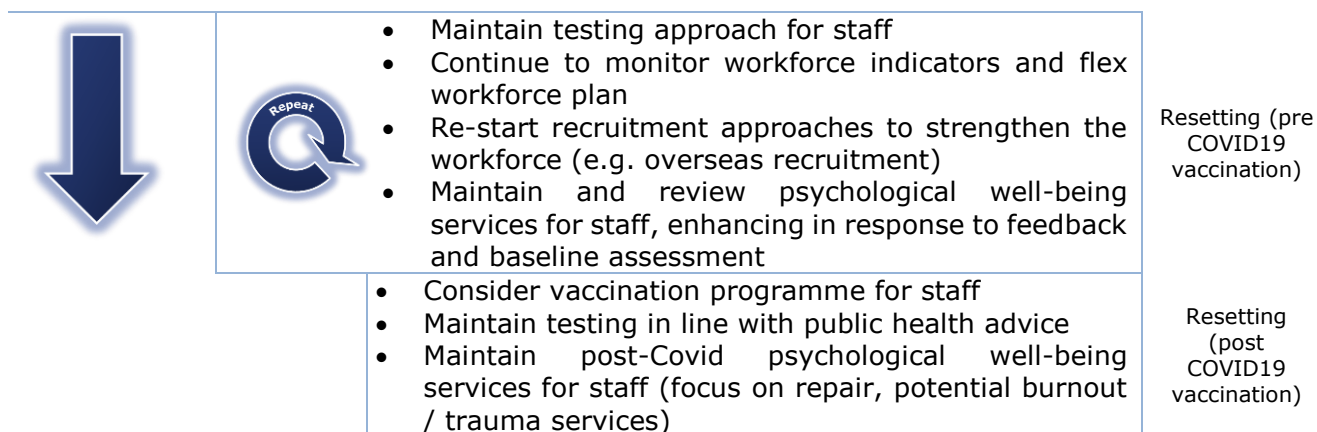 Repeat
• Maintain testing approach for staff
• Continue to monitor workforce indicators and flex
workforce plan
• Re-start recruitment approaches to strengthen the
workforce (e.g. overseas recruitment)
• Maintain and review psychological well-being
services for staff, enhancing in response to feedback
and baseline assessment
Resetting (pre
COVID19
vaccination)
• Consider vaccination programme for staff
• Maintain testing in line with public health advice
• Maintain post-Covid psychological well-being
services for staff (focus on repair, potential burnout
/ trauma services)
Resetting
(post
COVID19
vaccination)